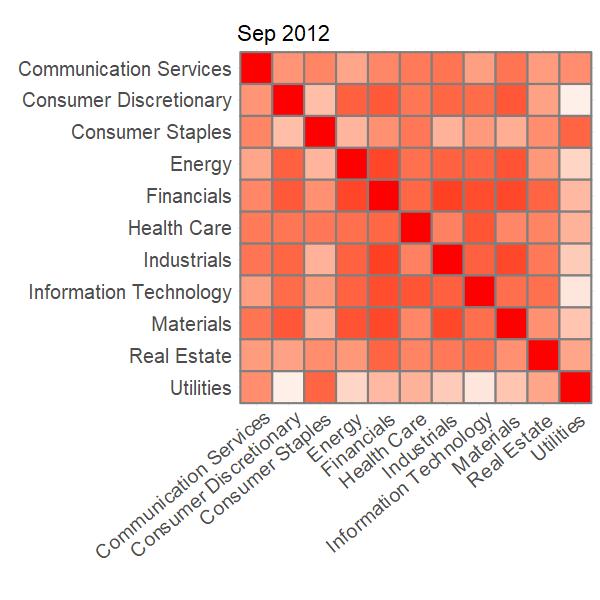 Sep 2012
Communication Services
Consumer Discretionary
Consumer Staples
Energy
Financials
Health Care
Industrials
Information Technology
Materials
Real Estate
Utilities
Communication Services
Consumer Discretionary
Consumer Staples
Energy
Financials
Health Care
Industrials
Information Technology
Materials
Real Estate
Utilities